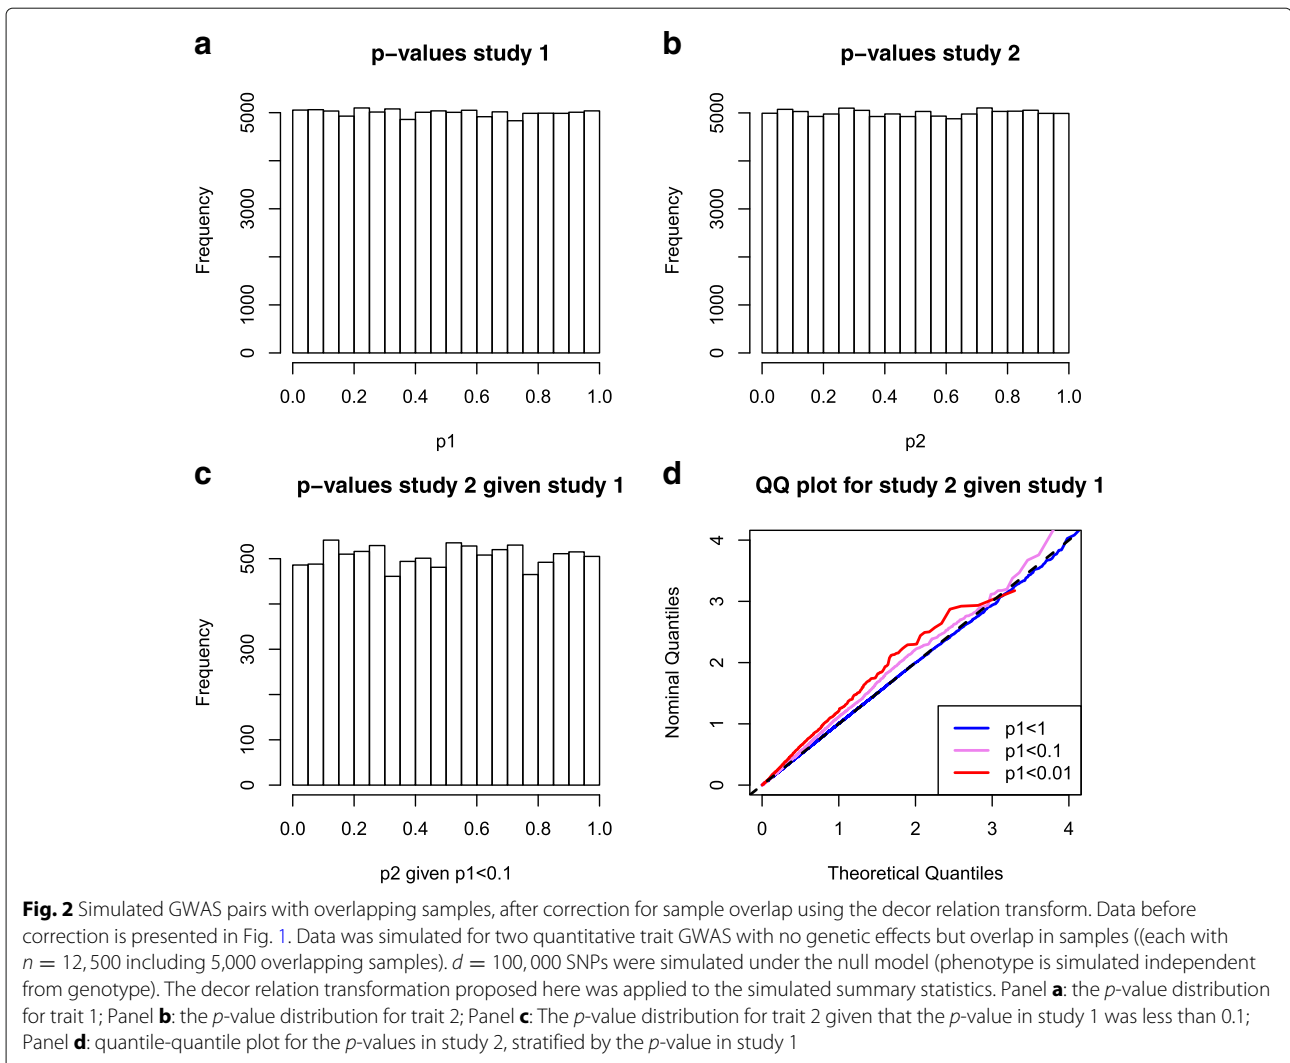 a
p−values study 1
Frequency
0
1000
3000
5000
0.0 0.2 0.4 0.6 0.8 1.0
p1
b
p−values study 2
Frequency
0
1000
3000
5000
0.0 0.2 0.4 0.6 0.8 1.0
p2
c
p−values study 2 given study 1
Frequency
0
100
300
500
0.0 0.2 0.4 0.6 0.8 1.0
p2 given p1<0.1
d
QQ plot for study 2 given study 1
Nominal Quantiles
0
1
2
3
4
p1<1
p1<0.1
p1<0.01
0 1 2 3 4
Theoretical Quantiles
Fig. 2 Simulated GWAS pairs with overlapping samples, after correction for sample overlap using the decor relation transform. Data before
correction is presented in Fig. 1. Data was simulated for two quantitative trait GWAS with no genetic effects but overlap in samples ((each with
n = 12, 500 including 5,000 overlapping samples). d = 100, 000 SNPs were simulated under the null model (phenotype is simulated independent
from genotype). The decor relation transformation proposed here was applied to the simulated summary statistics. Panel a: the p-value distribution
for trait 1; Panel b: the p-value distribution for trait 2; Panel c: The p-value distribution for trait 2 given that the p-value in study 1 was less than 0.1;
Panel d: quantile-quantile plot for the p-values in study 2, stratified by the p-value in study 1